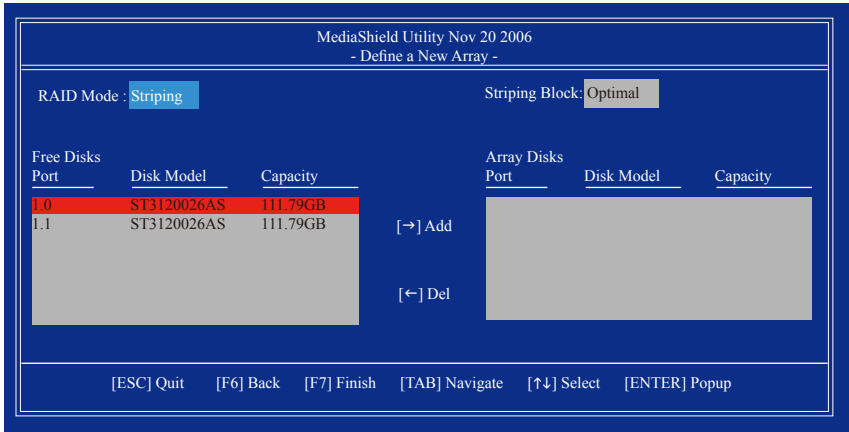 MediaShield Utility Nov 20 2006
- Define a New Array -
RAID Mode : Striping
Striping Block: Optimal
Free Disks
Port Disk Model Capacity
1.0 ST3120026AS 111.79GB
1.1 ST3120026AS 111.79GB
[→] Add
[←] Del
Array Disks
Port Disk Model Capacity
[ESC] Quit [F6] Back [F7] Finish [TAB] Navigate [↑↓] Select [ENTER] Popup